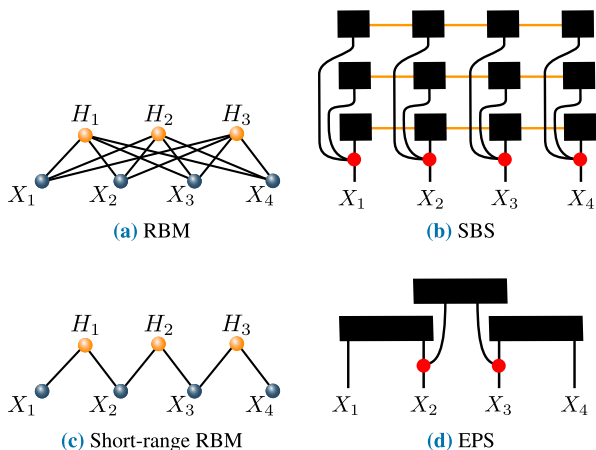 H₁ H₂ H₃
X₁ X₂ X₃ X₄
(a) RBM
X₁ X₂ X₃ X₄
(b) SBS
H₁ H₂ H₃
X₁ X₂ X₃ X₄
(c) Short-range RBM
X₁ X₂ X₃ X₄
(d) EPS